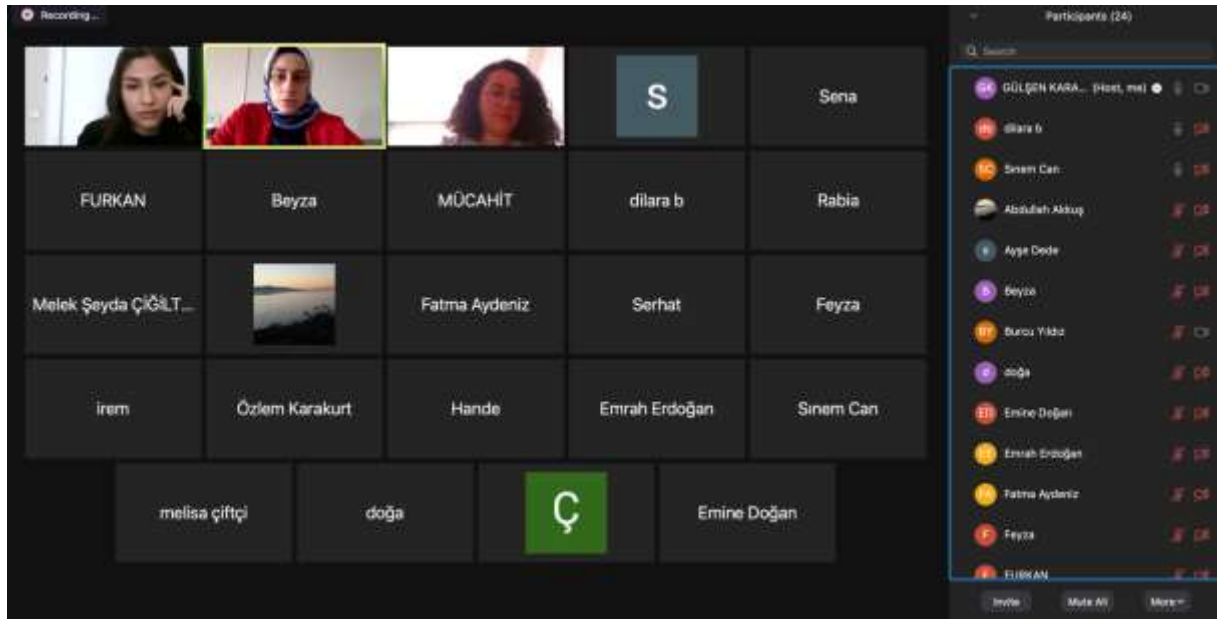 Recording...
S
Sena
FURKAN
Beyza
MÜCAHİT
dilara b
Rabia
Melek Şeyda ÇİĞİLT...
Fatma Aydeniz
Serhat
Feyza
irem
Özlem Karakurt
Hande
Emrah Erdoğan
Sınem Can
melisa çiftçi
doğa
Ç
Emine Doğan
Participants (24)
Search
GÜLŞEN KARA... (Host, me)
dilara b
Sınem Can
Abdullah Akkuş
Ayşe Dede
Beyza
BY Burcu Yıldız
doğa
Emine Doğan
Emrah Erdoğan
FA Fatma Aydeniz
F Feyza
FURKAN
Invite
Mute All
More